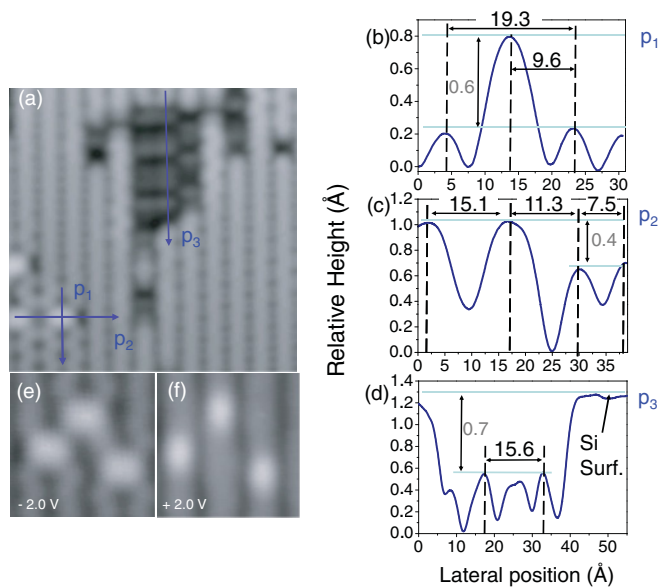 (a)
p3
p1
p2
(e)
- 2.0 V
(f)
+ 2.0 V
Relative Height (Å)
(b)
19.3
9.6
0.6
p1
0.8
0.6
0.4
0.2
0.0
0 5 10 15 20 25 30
(c)
15.1 11.3 7.5
0.4
p2
1.2
1.0
0.8
0.6
0.4
0.2
0.0
0 5 10 15 20 25 30 35
(d)
0.7
15.6
Si
Surf.
p3
1.4
1.2
1.0
0.8
0.6
0.4
0.2
0.0
0 10 20 30 40 50
Lateral position (Å)